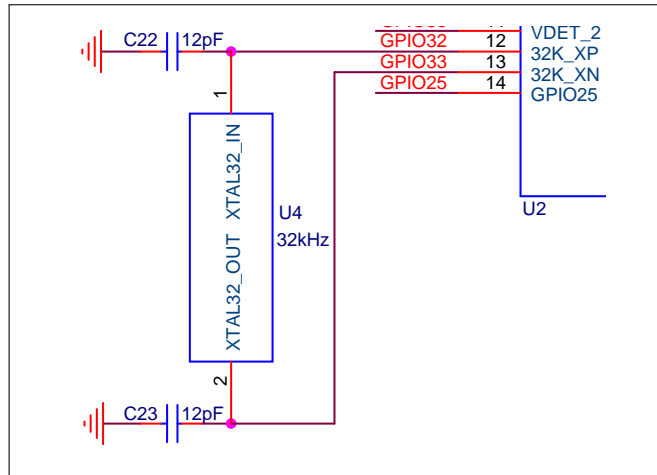 C22 12pF
VDET_2
GPIO32 12 32K_XP
GPIO33 13 32K_XN
GPIO25 14 GPIO25
U2
1
XTAL32_IN
XTAL32_OUT
U4
32kHz
2
C23 12pF